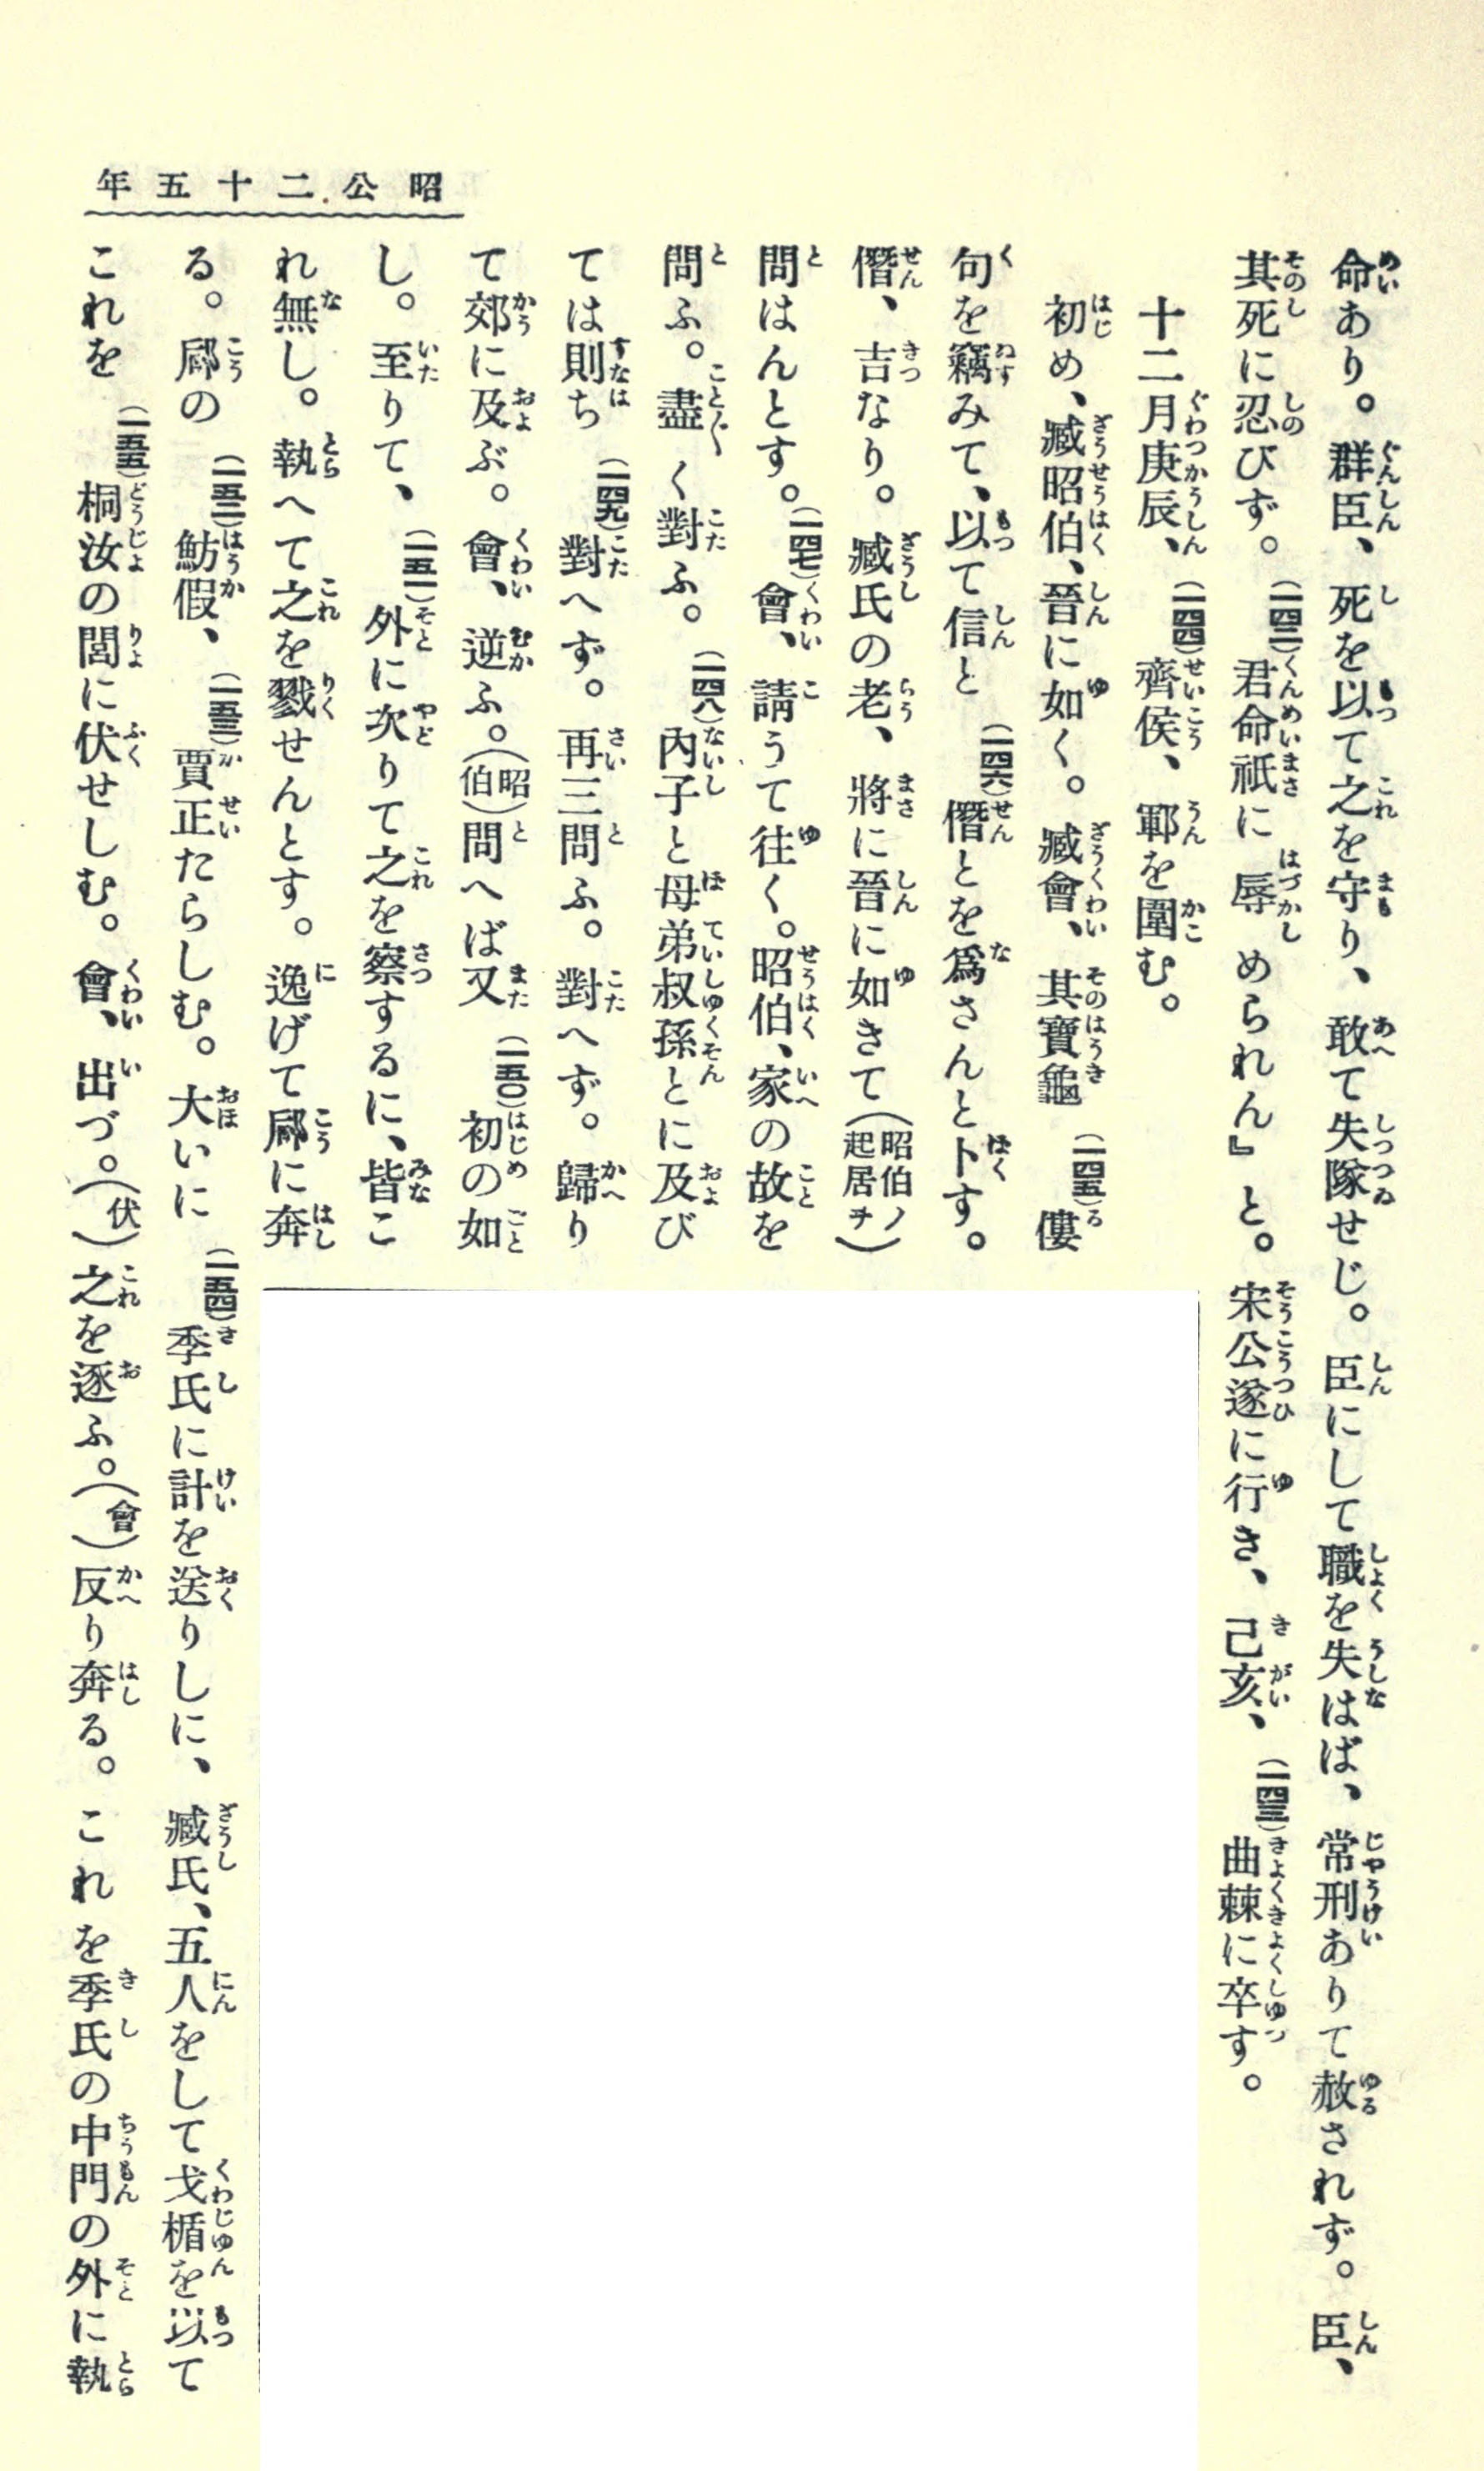 昭公二十五年
命あり。群臣、死を以て之を守り、敢て失隊せじ。臣にして職を失はば、常刑ありて赦されず。臣、
其死に忍びず。(一四二)君命祇に辱められん』と。宋公遂に行き、己亥、(一四三)曲棘に卒す。
十二月庚辰、(一四四)齊侯、鄆を圍む。
初め、臧昭伯、晉に如く。臧會、其寶龜(一四五)僂
句を竊みて、以て信と(一四六)僭とを爲さんと卜す。
僭、吉なり。臧氏の老、將に晉に如きて(昭伯ノ起居ヲ)
問はんとす。(一四七)會、請うて往く。昭伯、家の故を
問ふ。盡く對ふ。(一四八)內子と母弟叔孫とに及び
ては則ち(一四九)對へず。再三問ふ。對へず。歸り
て郊に及ぶ。會、逆ふ。(昭伯)問へば又(一五〇)初の如
し。至りて、(一五一)外に次りて之を察するに、皆こ
れ無し。執へて之を戮せんとす。逸げて郈に奔
る。郈の(一五二)魴假、(一五三)賈正たらしむ。大いに(一五四)季氏に計を送りしに、臧氏、五人をして戈楯を以て
これを(一五五)桐汝の閭に伏せしむ。會、出づ。(伏)之を逐ふ。(會)反り奔る。これを季氏の中門の外に執